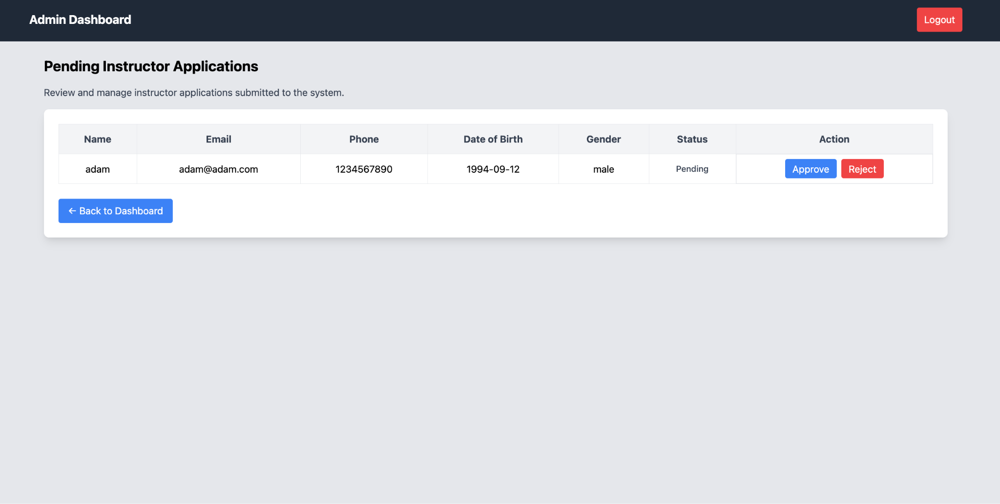 Admin Dashboard Logout
Pending Instructor Applications
Review and manage instructor applications submitted to the system.
Name Email Phone Date of Birth Gender Status Action
adam adam@adam.com 1234567890 1994-09-12 male Pending Approve Reject
← Back to Dashboard